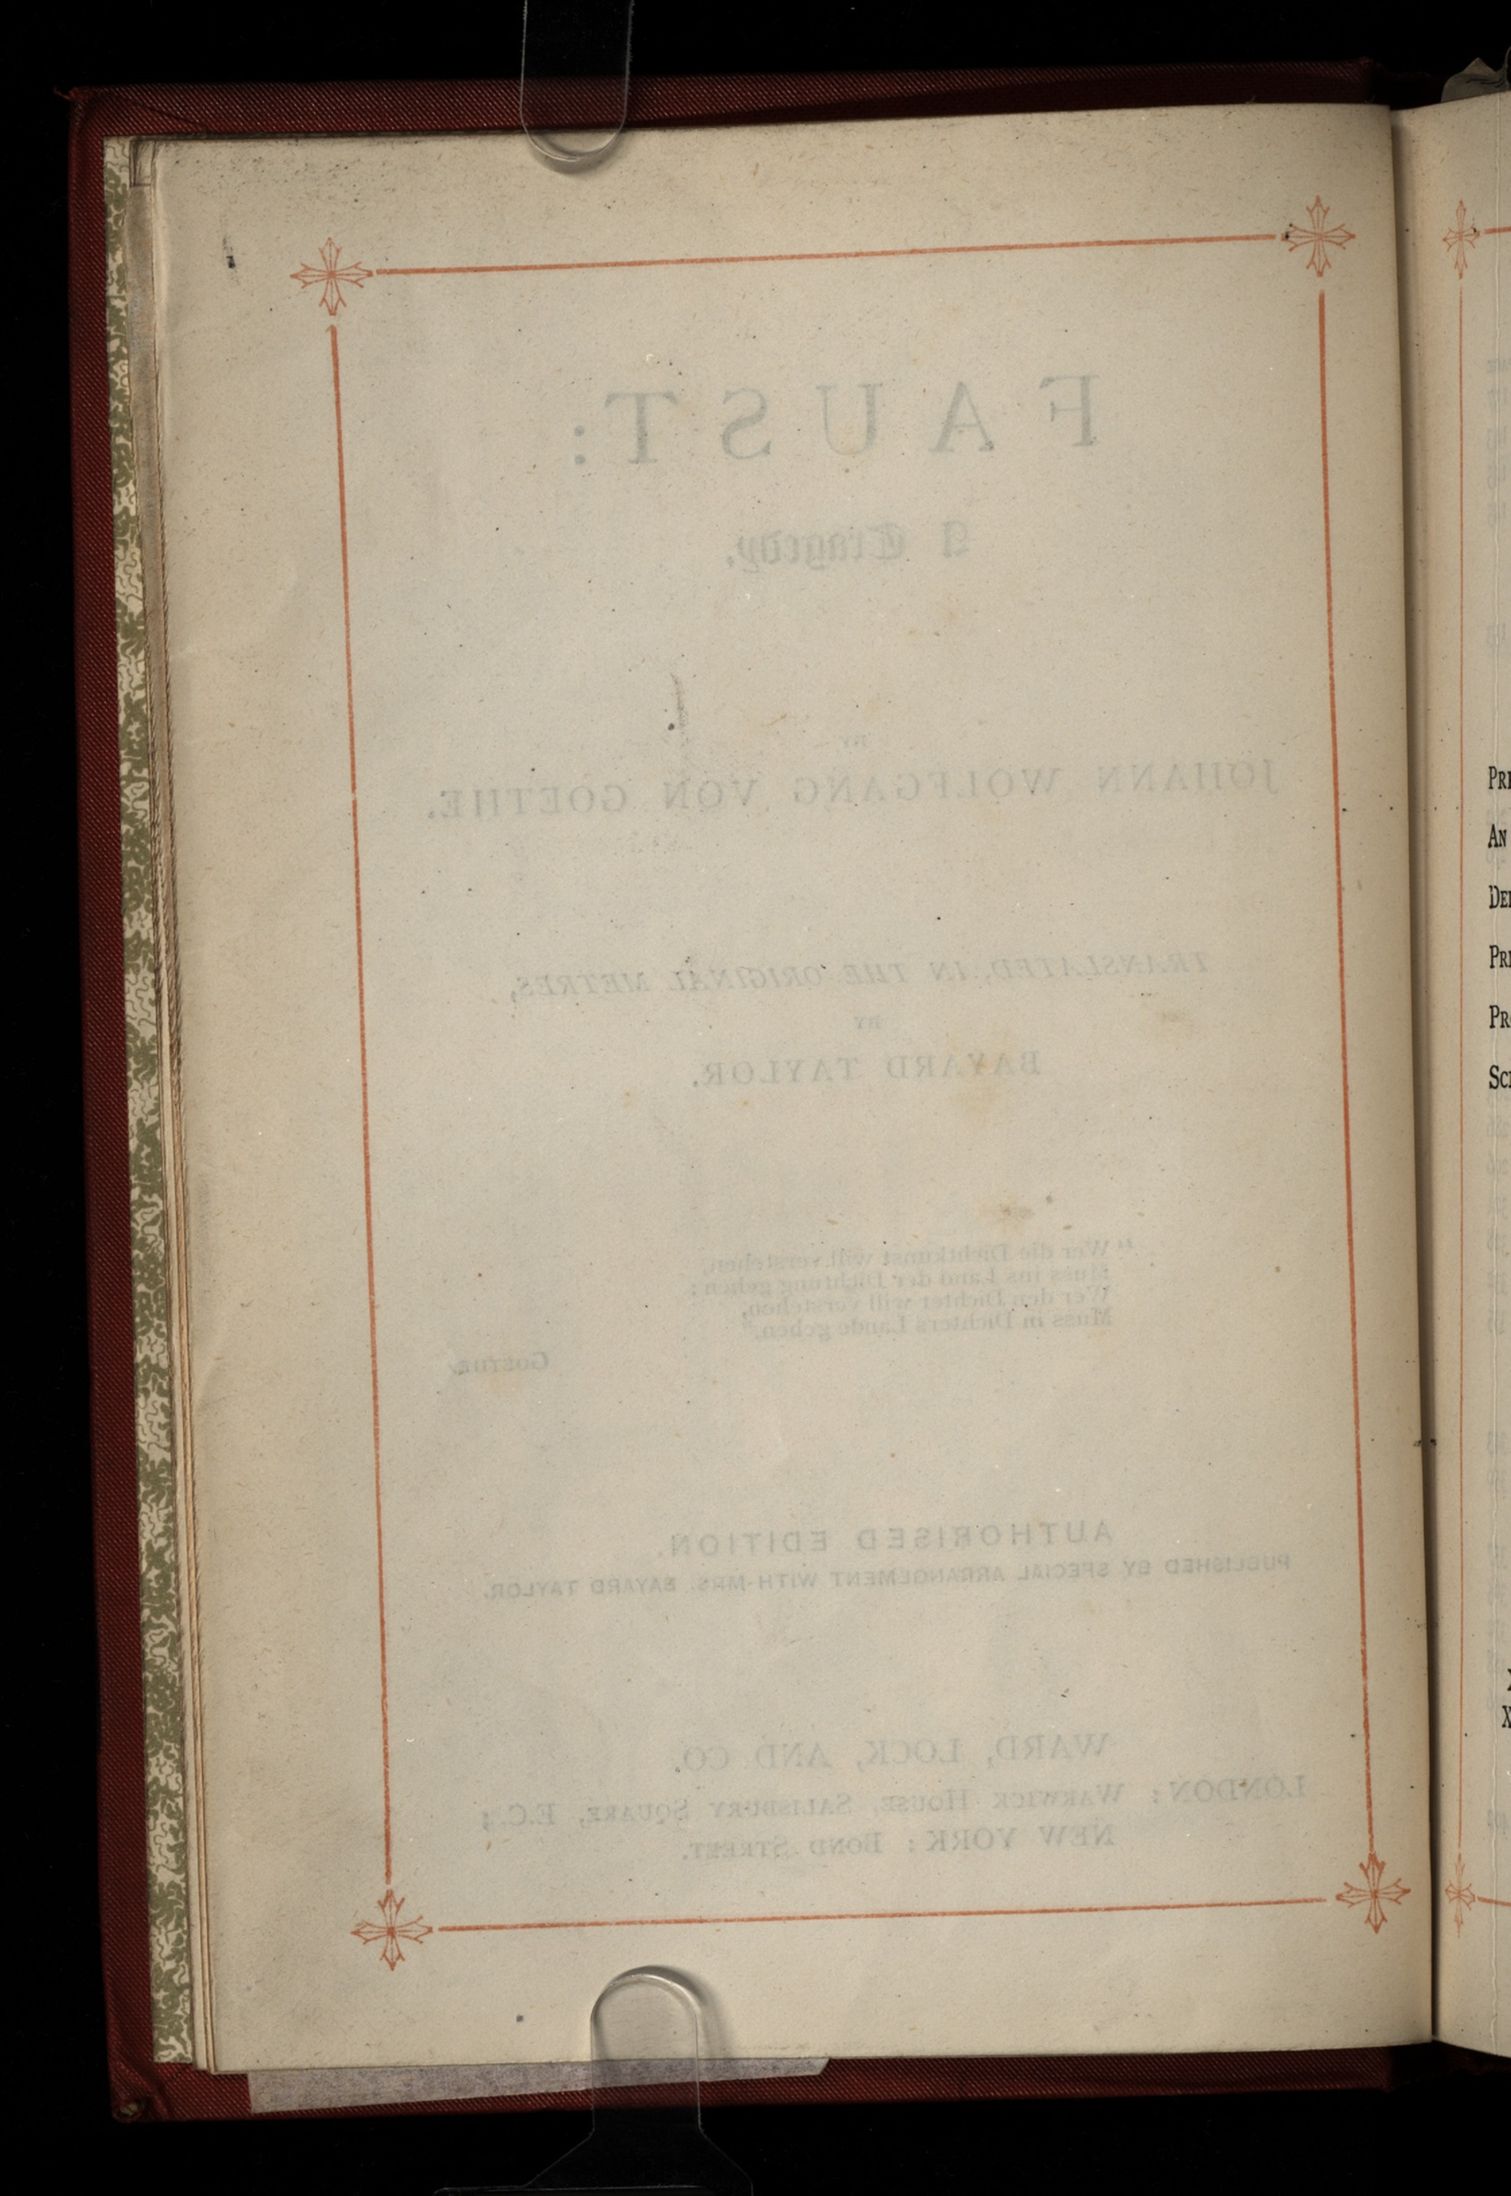 FAUST:
A Tragedy,
BY
JOHANN WOLFGANG VON GOETHE.
TRANSLATED, IN THE ORIGINAL METRES,
BY
BAYARD TAYLOR.
"Wer die Dichtkunst will verstehen,
Muss ins Land der Dichtung gehen;
Wer den Dichter will verstehen,
Muss in Dichters Lande gehen."
GOETHE.
AUTHORISED EDITION.
PUBLISHED BY SPECIAL ARRANGEMENT WITH MRS. BAYARD TAYLOR.
WARD, LOCK, AND CO.
LONDON: WARWICK HOUSE, SALISBURY SQUARE, E.C.;
NEW YORK: BOND STREET.
AN